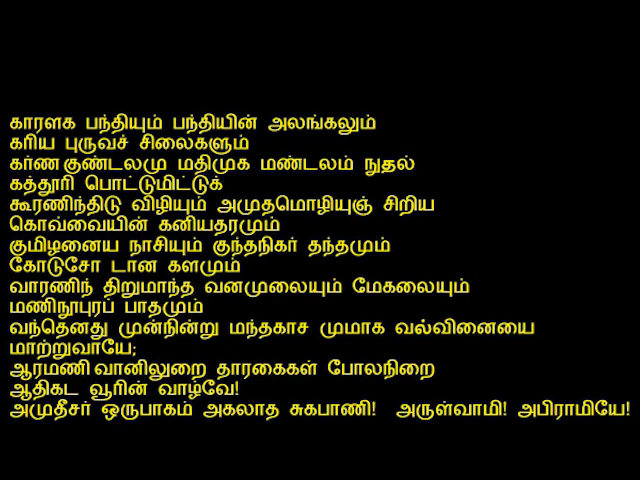 காரளக பந்தியும் பந்தியின் அலங்கலும்
கரிய புருவச் சிலைகளும்
கர்ண குண்டலமு மதிமுக மண்டலம் நுதல்
கத்தூரி பொட்டுமிட்டுக்
கூரணிந்திடு விழியும் அமுதமொழியுஞ் சிறிய
கொவ்வையின் கனியதரமும்
குமிழனைய நாசியும் குந்தநிகர் தந்தமும்
கோடுசோ டான களமும்
வாரணிந் திறுமாந்த வனமுலையும் மேகலையும்
மணிநூபுரப் பாதமும்
வந்தெனது முன்நின்று மந்தகாச முமாக வல்வினையை
மாற்றுவாயே;
ஆரமணி வானிலுறை தாரகைகள் போலநிறை
ஆதிகட வூரின் வாழ்வே!
அமுதீசர் ஒருபாகம் அகலாத சுகபாணி! அருள்வாமி! அபிராமியே!